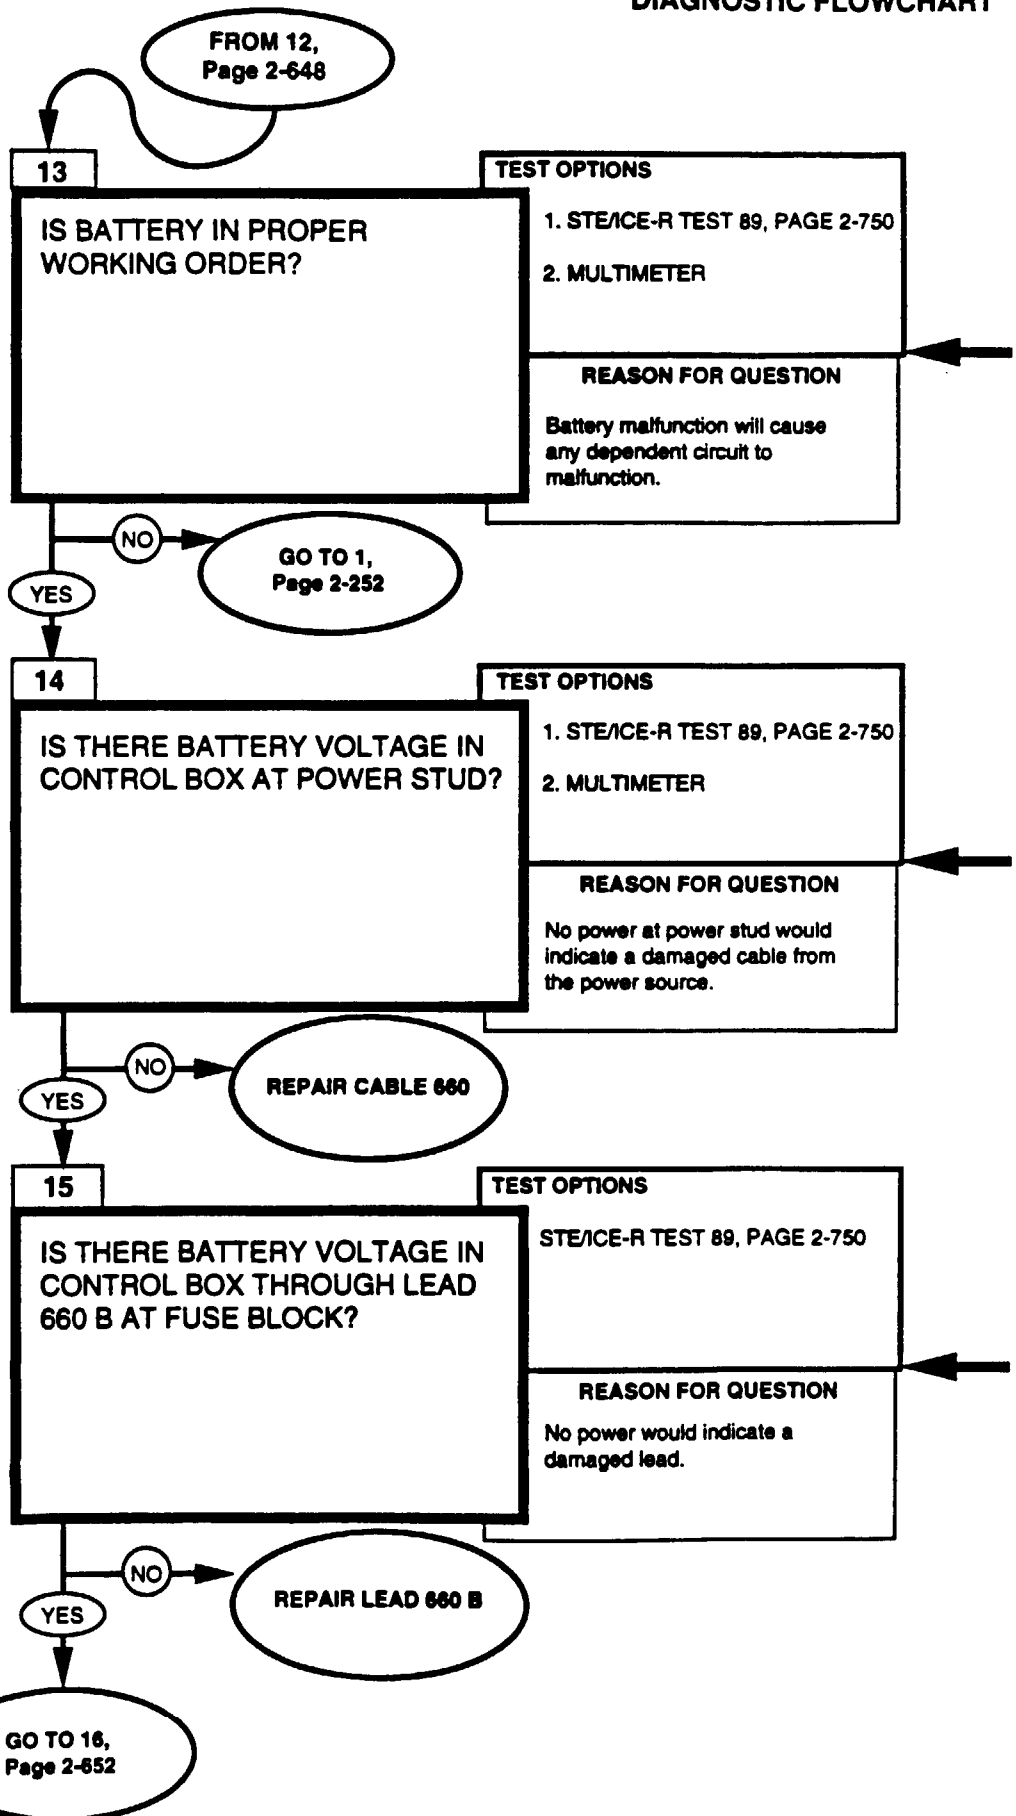 DIAGNOSTIC FLOWCHART
FROM 12,
Page 2-648
13
IS BATTERY IN PROPER
WORKING ORDER?
TEST OPTIONS
1. STE/ICE-R TEST 89, PAGE 2-750
2. MULTIMETER
REASON FOR QUESTION
Battery malfunction will cause
any dependent circuit to
malfunction.
NO
GO TO 1,
Page 2-252
YES
14
IS THERE BATTERY VOLTAGE IN
CONTROL BOX AT POWER STUD?
TEST OPTIONS
1. STE/ICE-R TEST 89, PAGE 2-750
2. MULTIMETER
REASON FOR QUESTION
No power at power stud would
indicate a damaged cable from
the power source.
NO
REPAIR CABLE 660
YES
15
IS THERE BATTERY VOLTAGE IN
CONTROL BOX THROUGH LEAD
660 B AT FUSE BLOCK?
TEST OPTIONS
STE/ICE-R TEST 89, PAGE 2-750
REASON FOR QUESTION
No power would indicate a
damaged lead.
NO
REPAIR LEAD 660 B
YES
GO TO 16,
Page 2-652